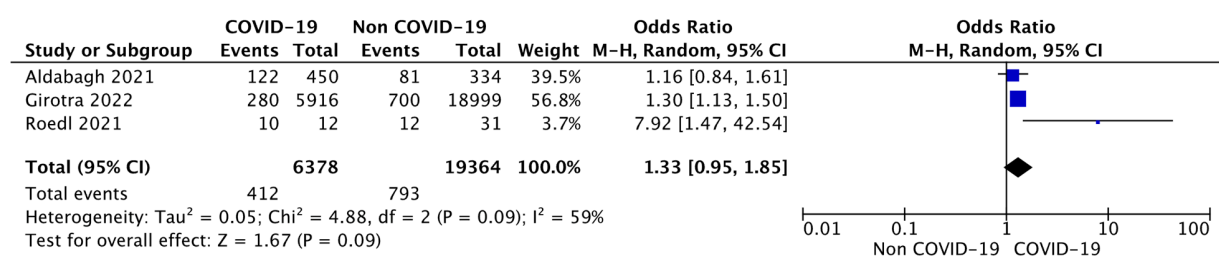 COVID-19 Non COVID-19 Odds Ratio Odds Ratio
Study or Subgroup Events Total Events Total Weight M-H, Random, 95% CI M-H, Random, 95% CI
Aldabagh 2021 122 450 81 334 39.5% 1.16 [0.84, 1.61]
Girotra 2022 280 5916 700 18999 56.8% 1.30 [1.13, 1.50]
Roedl 2021 10 12 12 31 3.7% 7.92 [1.47, 42.54]
Total (95% CI) 6378 19364 100.0% 1.33 [0.95, 1.85]
Total events 412 793
Heterogeneity: Tau² = 0.05; Chi² = 4.88, df = 2 (P = 0.09); I² = 59%
Test for overall effect: Z = 1.67 (P = 0.09)
0.01 0.1 1 10 100
Non COVID-19 COVID-19